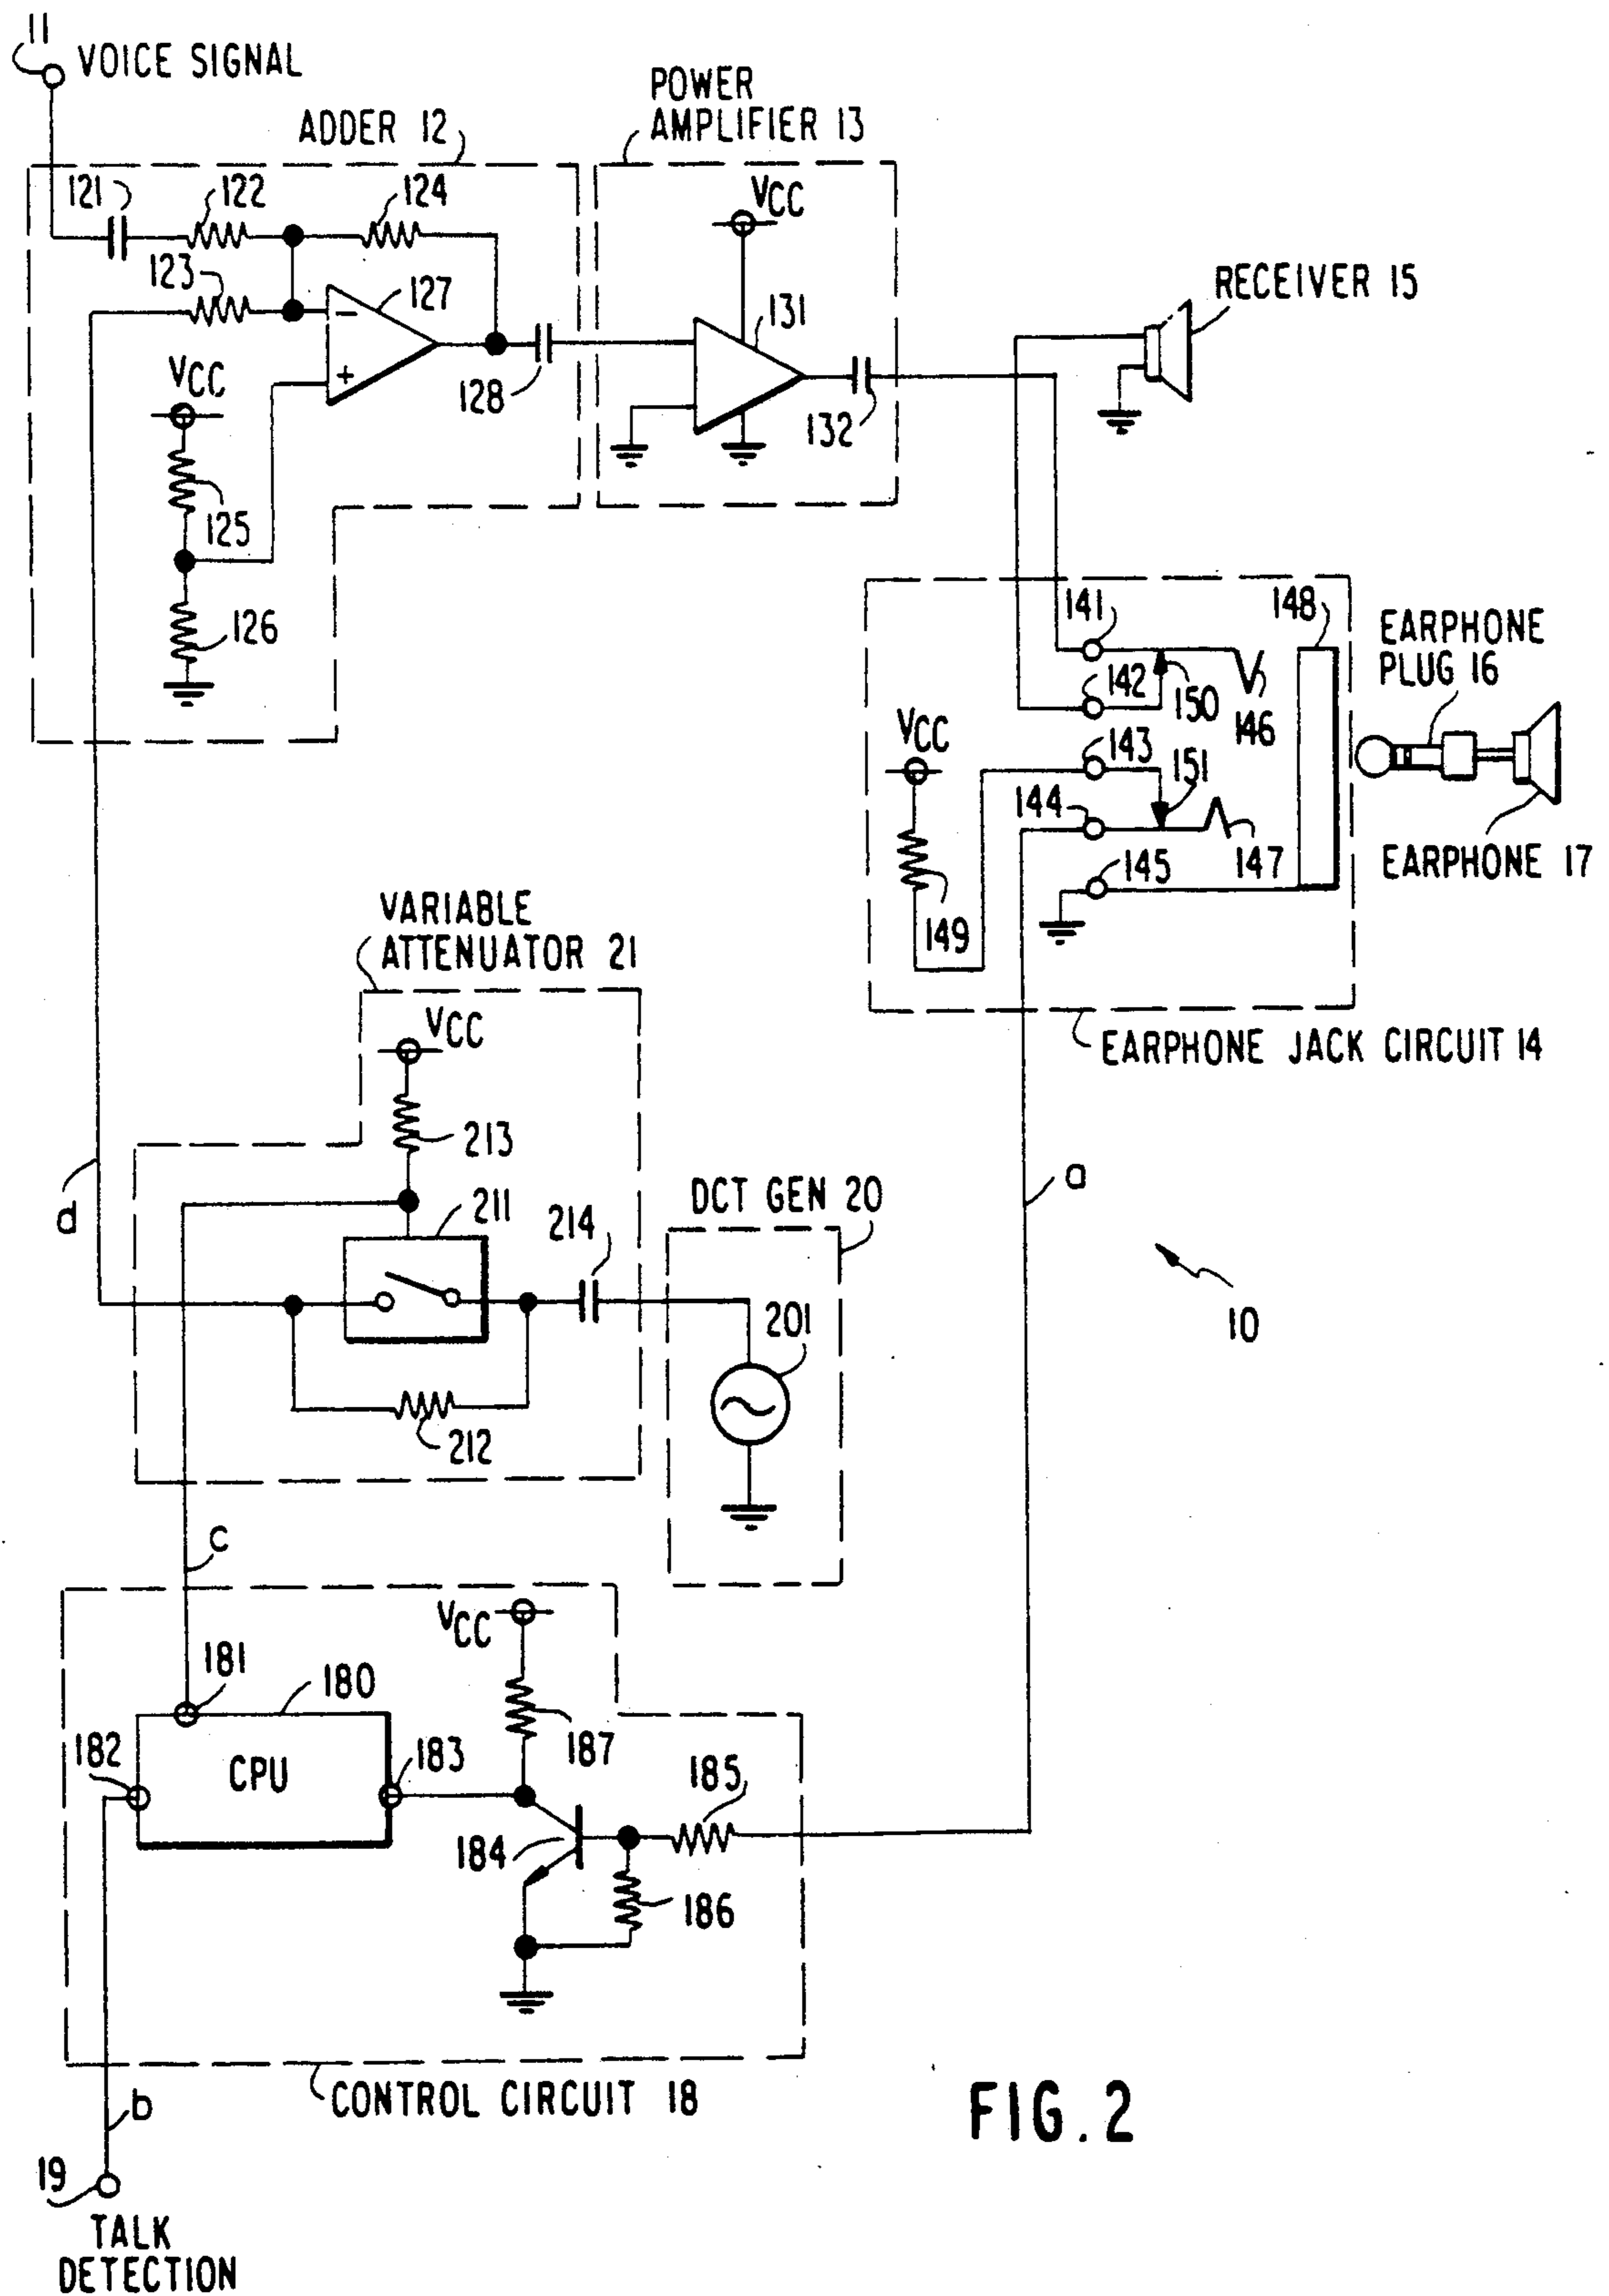 11
VOICE SIGNAL
POWER
AMPLIFIER 13
ADDER 12
121
122
124
VCC
123
127
131
RECEIVER 15
VCC
128
132
125
126
141
148
EARPHONE
PLUG 16
142
150
146
VCC
143
151
144
147
EARPHONE 17
145
149
VARIABLE
ATTENUATOR 21
VCC
EARPHONE JACK CIRCUIT 14
213
a
d
211
214
DCT GEN 20
201
10
212
c
VCC
181
180
182
CPU
183
187
185
184
186
CONTROL CIRCUIT 18
FIG. 2
b
19
TALK
DETECTION
−
+